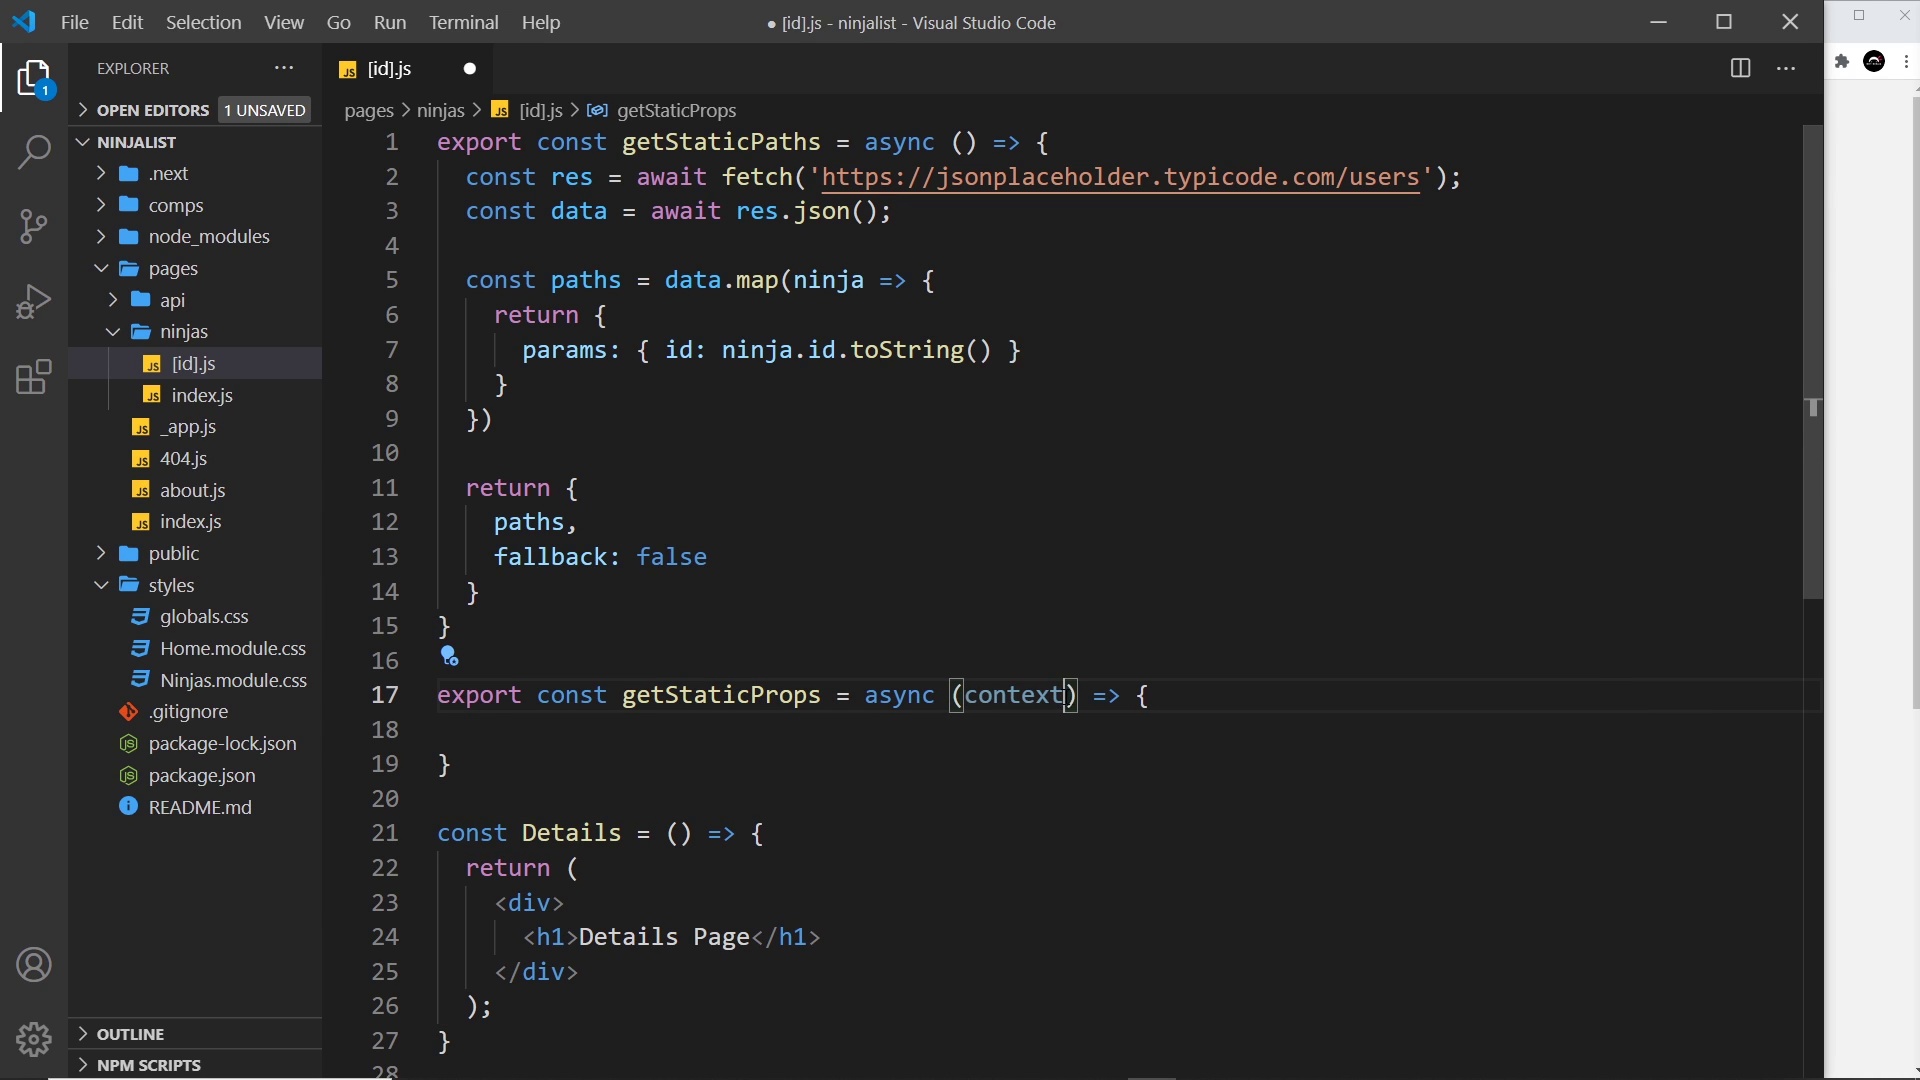 File Edit Selection View Go Run Terminal Help
● [id].js - ninjalist - Visual Studio Code
EXPLORER
1
OPEN EDITORS 1 UNSAVED
NINJALIST
.next
comps
node_modules
pages
api
ninjas
[id].js
index.js
_app.js
404.js
about.js
index.js
public
styles
globals.css
Home.module.css
Ninjas.module.css
.gitignore
package-lock.json
package.json
README.md
OUTLINE
NPM SCRIPTS
[id].js
pages > ninjas > [id].js > getStaticProps
1 export const getStaticPaths = async () => {
2 const res = await fetch('https://jsonplaceholder.typicode.com/users');
3 const data = await res.json();
4
5 const paths = data.map(ninja => {
6 return {
7 params: { id: ninja.id.toString() }
8 }
9 })
10
11 return {
12 paths,
13 fallback: false
14 }
15 }
16
17 export const getStaticProps = async (context) => {
18
19 }
20
21 const Details = () => {
22 return (
23 <div>
24 <h1>Details Page</h1>
25 </div>
26 );
27 }
28